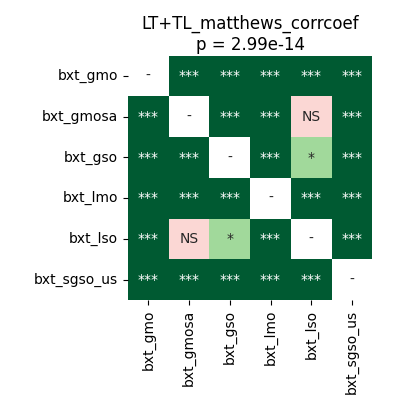 LT+TL_matthews_corrcoef
p = 2.99e-14
bxt_gmo - *** *** *** *** ***
bxt_gmosa *** - *** *** NS ***
bxt_gso *** *** - *** * ***
bxt_lmo *** *** *** - *** ***
bxt_lso *** NS * *** - ***
bxt_sgso_us *** *** *** *** *** -
bxt_gmo
bxt_gmosa
bxt_gso
bxt_lmo
bxt_lso
bxt_sgso_us